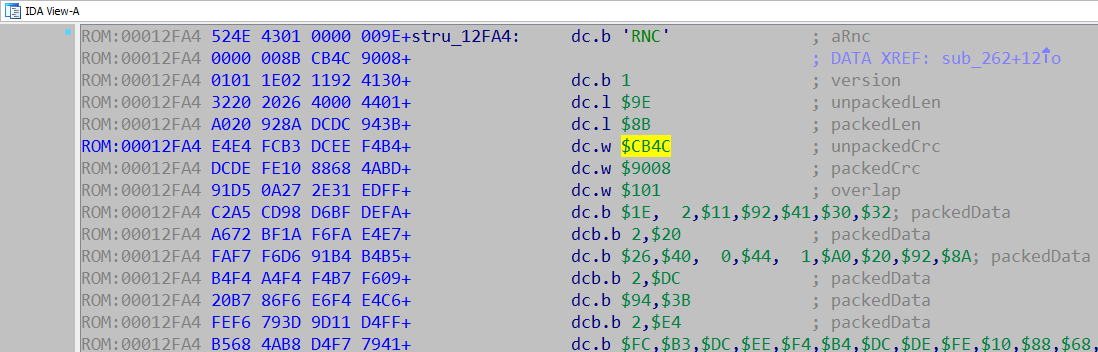 IDA View-A
ROM:00012FA4 524E 4301 0000 009E+stru_12FA4: dc.b 'RNC' ; aRnc
ROM:00012FA4 0000 008B CB4C 9008+ ; DATA XREF: sub_262+12↑o
ROM:00012FA4 0101 1E02 1192 4130+ dc.b 1 ; version
ROM:00012FA4 3220 2026 4000 4401+ dc.l $9E ; unpackedLen
ROM:00012FA4 A020 928A DCDC 943B+ dc.l $8B ; packedLen
ROM:00012FA4 E4E4 FCB3 DCEE F4B4+ dc.w $CB4C ; unpackedCrc
ROM:00012FA4 DCDE FE10 8868 4ABD+ dc.w $9008 ; packedCrc
ROM:00012FA4 91D5 0A27 2E31 EDFF+ dc.w $101 ; overlap
ROM:00012FA4 C2A5 CD98 D6BF DEFA+ dc.b $1E, 2,$11,$92,$41,$30,$32; packedData
ROM:00012FA4 A672 BF1A F6FA E4E7+ dcb.b 2,$20 ; packedData
ROM:00012FA4 FAF7 F6D6 91B4 B4B5+ dc.b $26,$40, 0,$44, 1,$A0,$20,$92,$8A; packedData
ROM:00012FA4 B4F4 A4F4 F4B7 F609+ dcb.b 2,$DC ; packedData
ROM:00012FA4 20B7 86F6 E6F4 E4C6+ dc.b $94,$3B ; packedData
ROM:00012FA4 FEF6 793D 9D11 D4FF+ dcb.b 2,$E4 ; packedData
ROM:00012FA4 B568 4AB8 D4F7 7941+ dc.b $FC,$B3,$DC,$EE,$F4,$B4,$DC,$DE,$FE,$10,$88,$68,